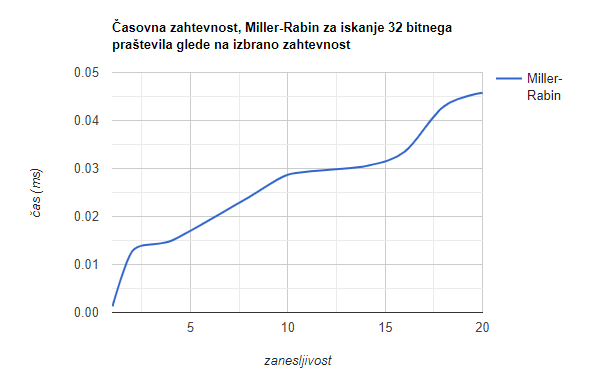 Časovna zahtevnost, Miller-Rabin za iskanje 32 bitnega
praštevila glede na izbrano zahtevnost
0.05
0.04
0.03
0.02
0.01
0.00
čas (ms)
5
10
15
20
zanesljivost
Miller-
Rabin